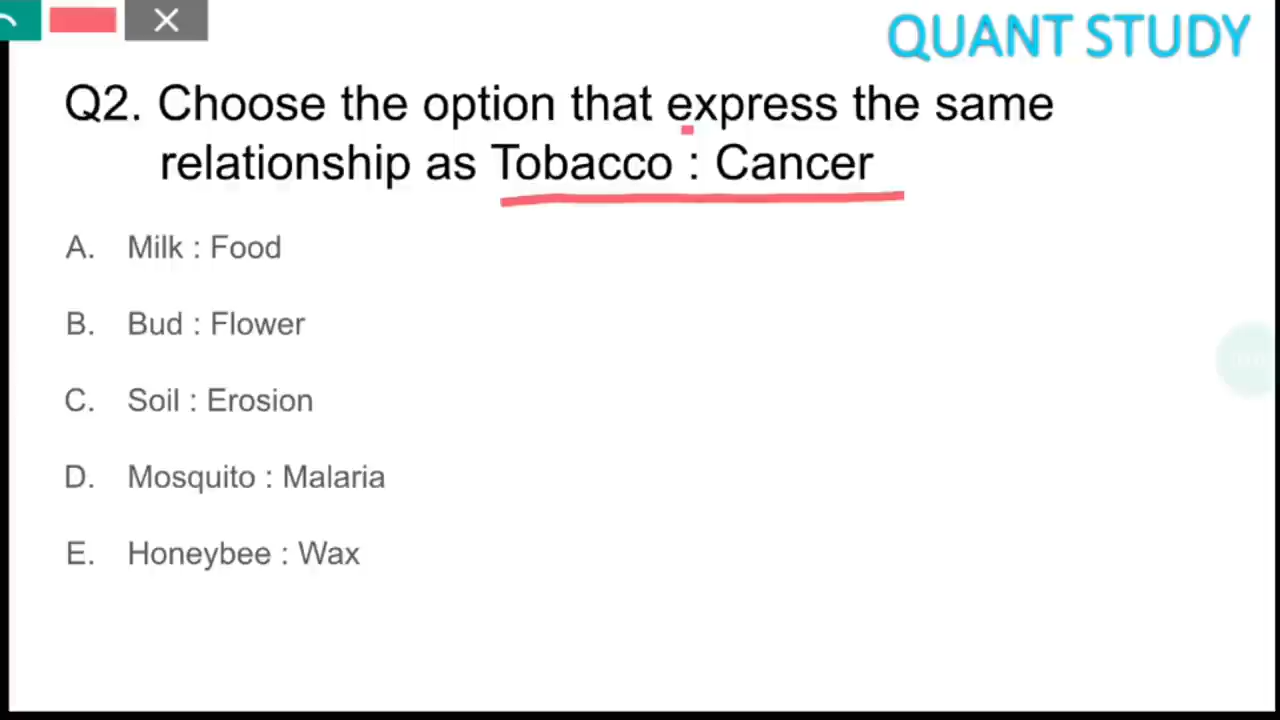 QUANT STUDY
Q2. Choose the option that express the same
relationship as Tobacco : Cancer
A. Milk : Food
B. Bud : Flower
C. Soil : Erosion
D. Mosquito : Malaria
E. Honeybee : Wax